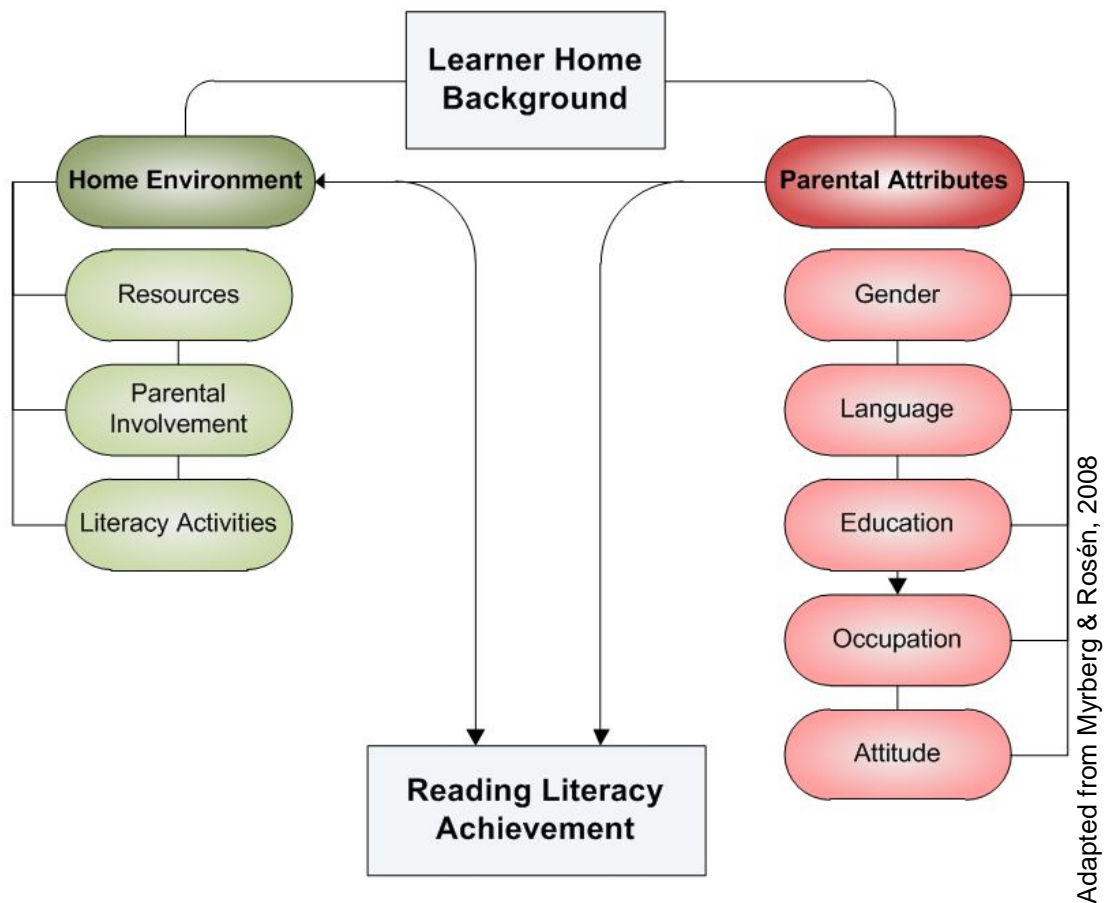 Learner Home
Background
Home Environment
Parental Attributes
Resources
Parental
Involvement
Literacy Activities
Gender
Language
Education
Occupation
Attitude
Reading Literacy
Achievement
Adapted from Myrberg & Rosén, 2008